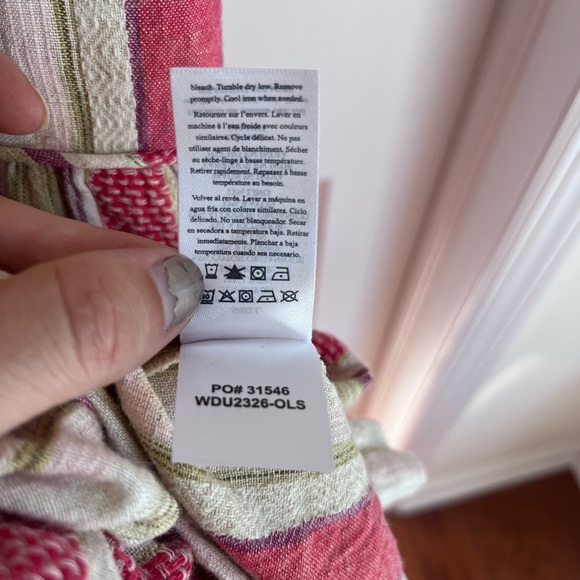 bleach. Tumble dry low. Remove
promptly. Cool iron when needed.
Retourner sur l'envers. Laver en
machine à l'eau froide avec couleurs
similaires. Cycle délicat. Ne pas
utiliser agent de blanchiment. Sécher
au sèche-linge à basse température.
Retirer rapidement. Repasser à basse
température au besoin.
Volver al revés. Lavar a máquina en
agua fría con colores similares. Ciclo
delicado. No usar blanqueador. Secar
en secadora a temperatura baja. Retirar
inmediatamente. Planchar a baja
temperatura cuando sea necesario.
PO# 31546
WDU2326-OLS